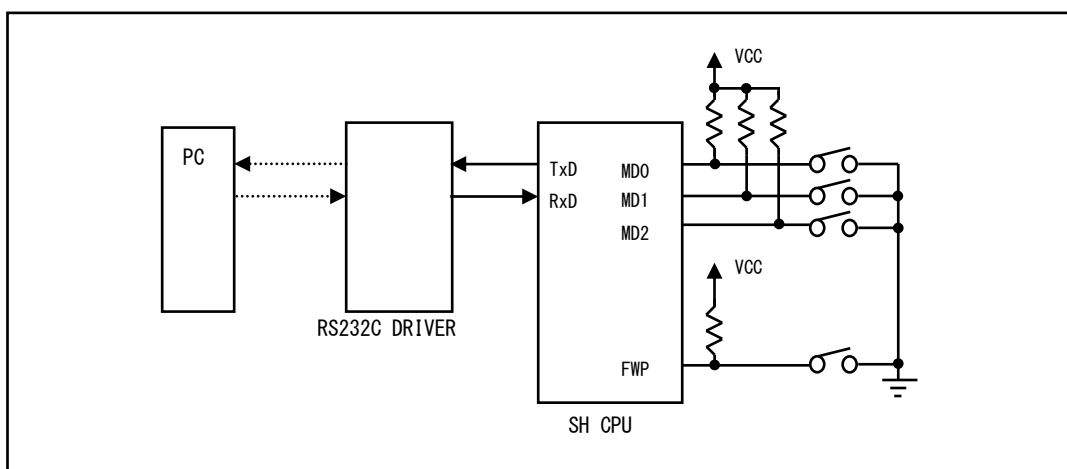 VCC
PC
TxD
MD0
RxD
MD1
MD2
VCC
RS232C DRIVER
FWP
SH CPU